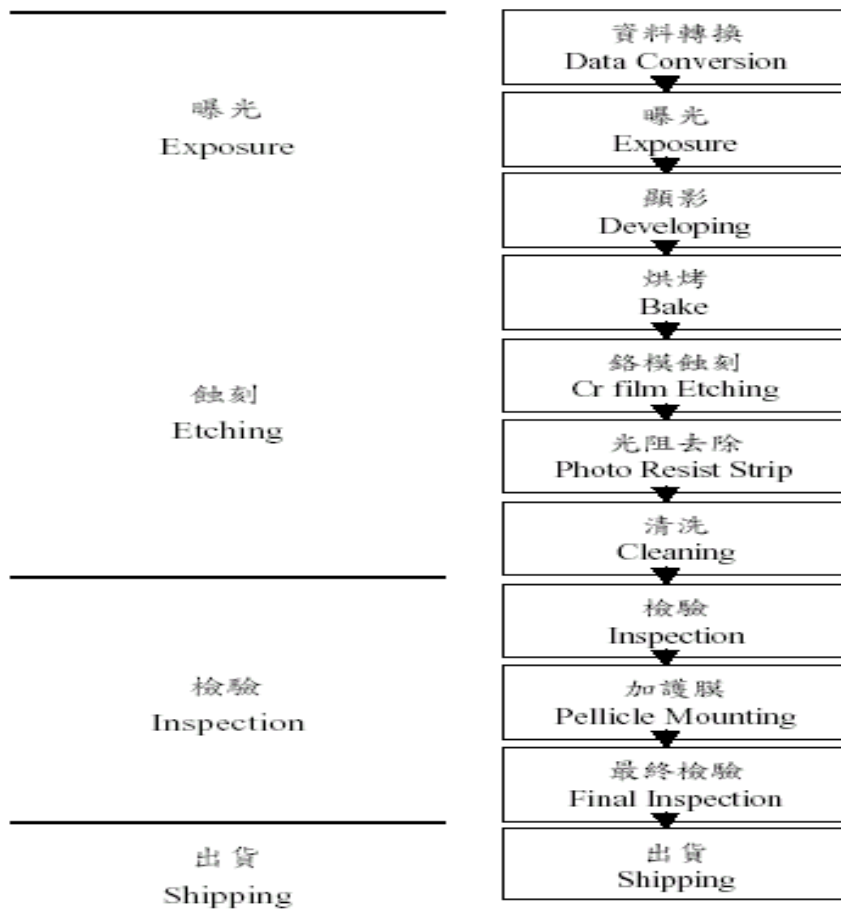 曝光
Exposure
蝕刻
Etching
檢驗
Inspection
出貨
Shipping
資料轉換
Data Conversion
曝光
Exposure
顯影
Developing
烘烤
Bake
鉻模蝕刻
Cr film Etching
光阻去除
Photo Resist Strip
清洗
Cleaning
檢驗
Inspection
加護膜
Pellicle Mounting
最終檢驗
Final Inspection
出貨
Shipping